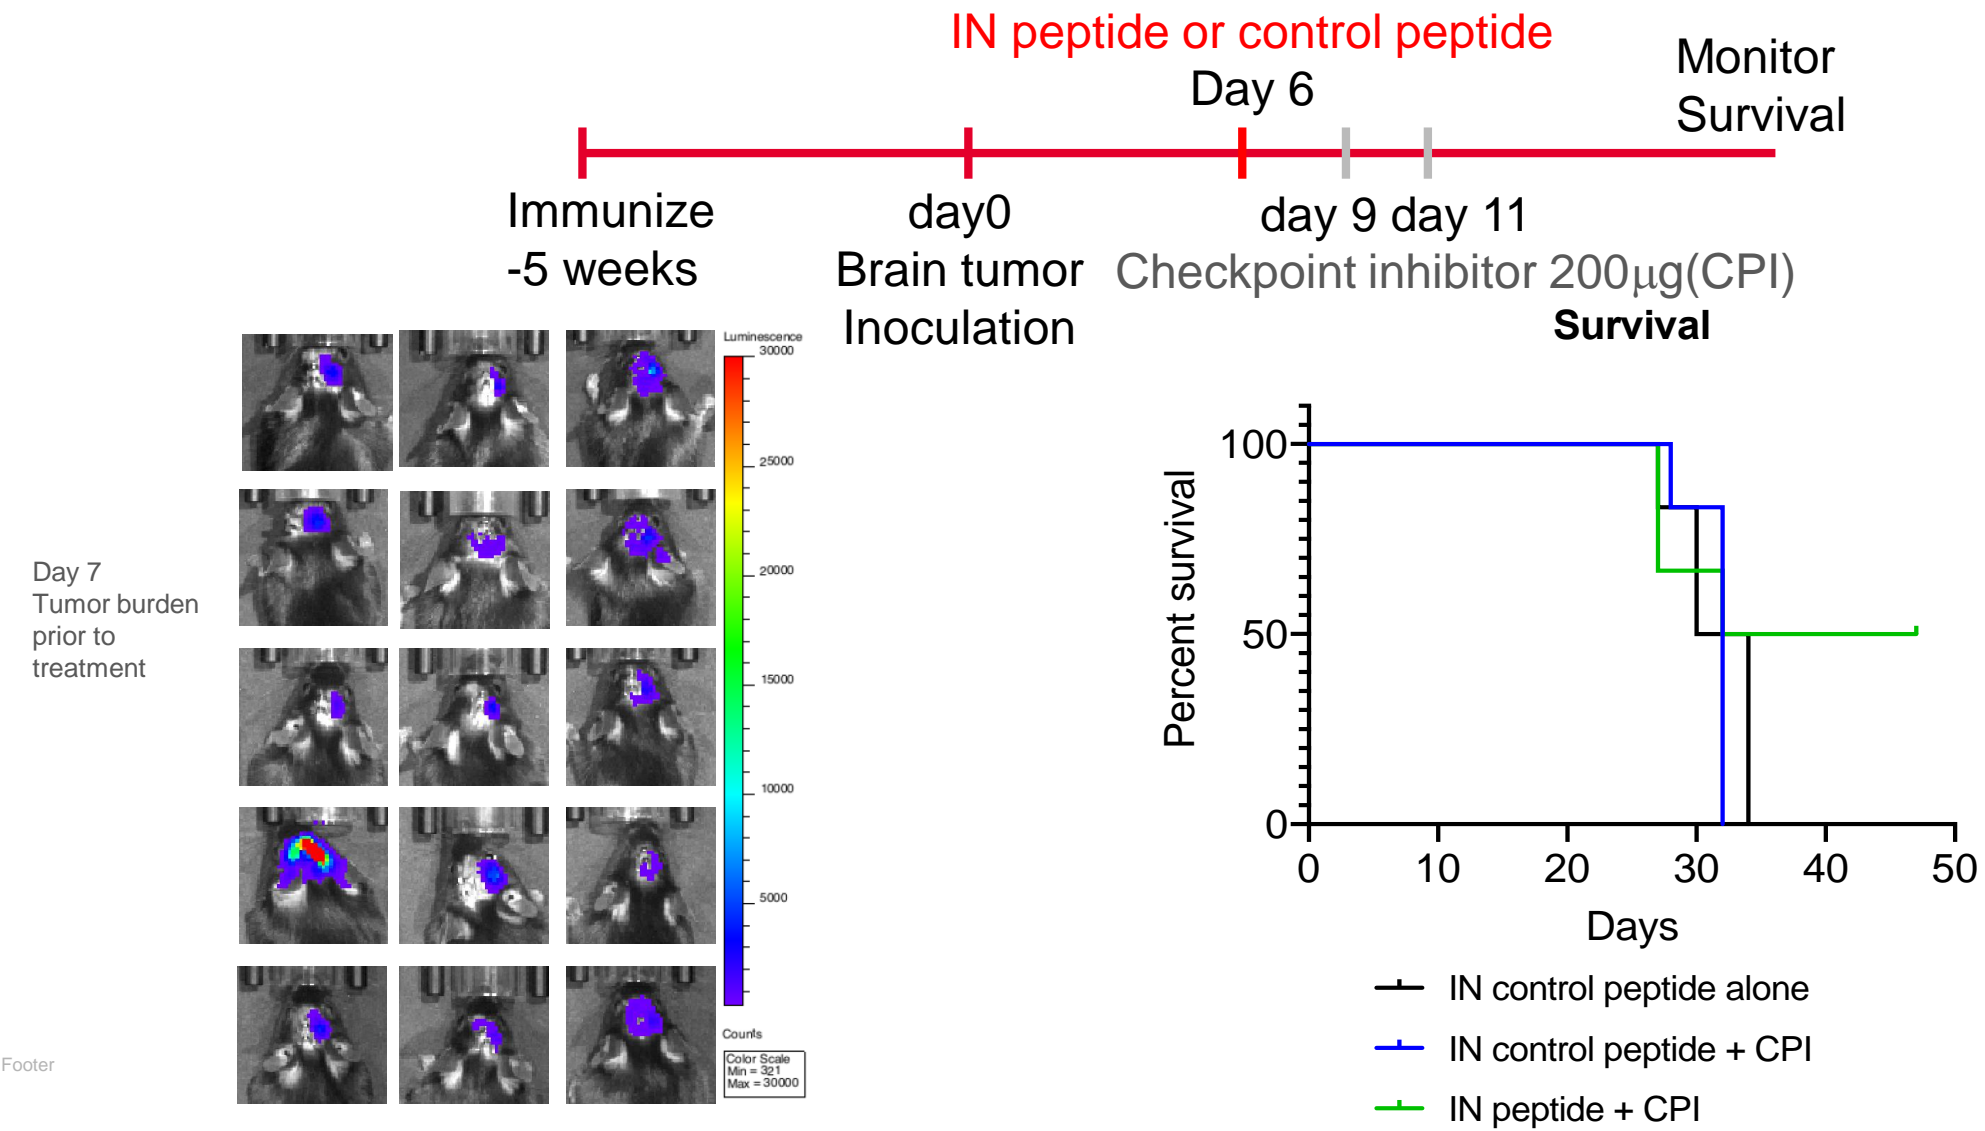 IN peptide or control peptide
Day 6
Monitor
Survival
Immunize
-5 weeks
day0
Brain tumor
Inoculation
day 9 day 11
Checkpoint inhibitor 200μg(CPI)
Day 7
Tumor burden
prior to
treatment
Luminescence
30000
25000
20000
15000
10000
5000
Counts
Color Scale
Min = 321
Max = 30000
Survival
Percent survival
100
50
0
0 10 20 30 40 50
Days
IN control peptide alone
IN control peptide + CPI
IN peptide + CPI
Footer